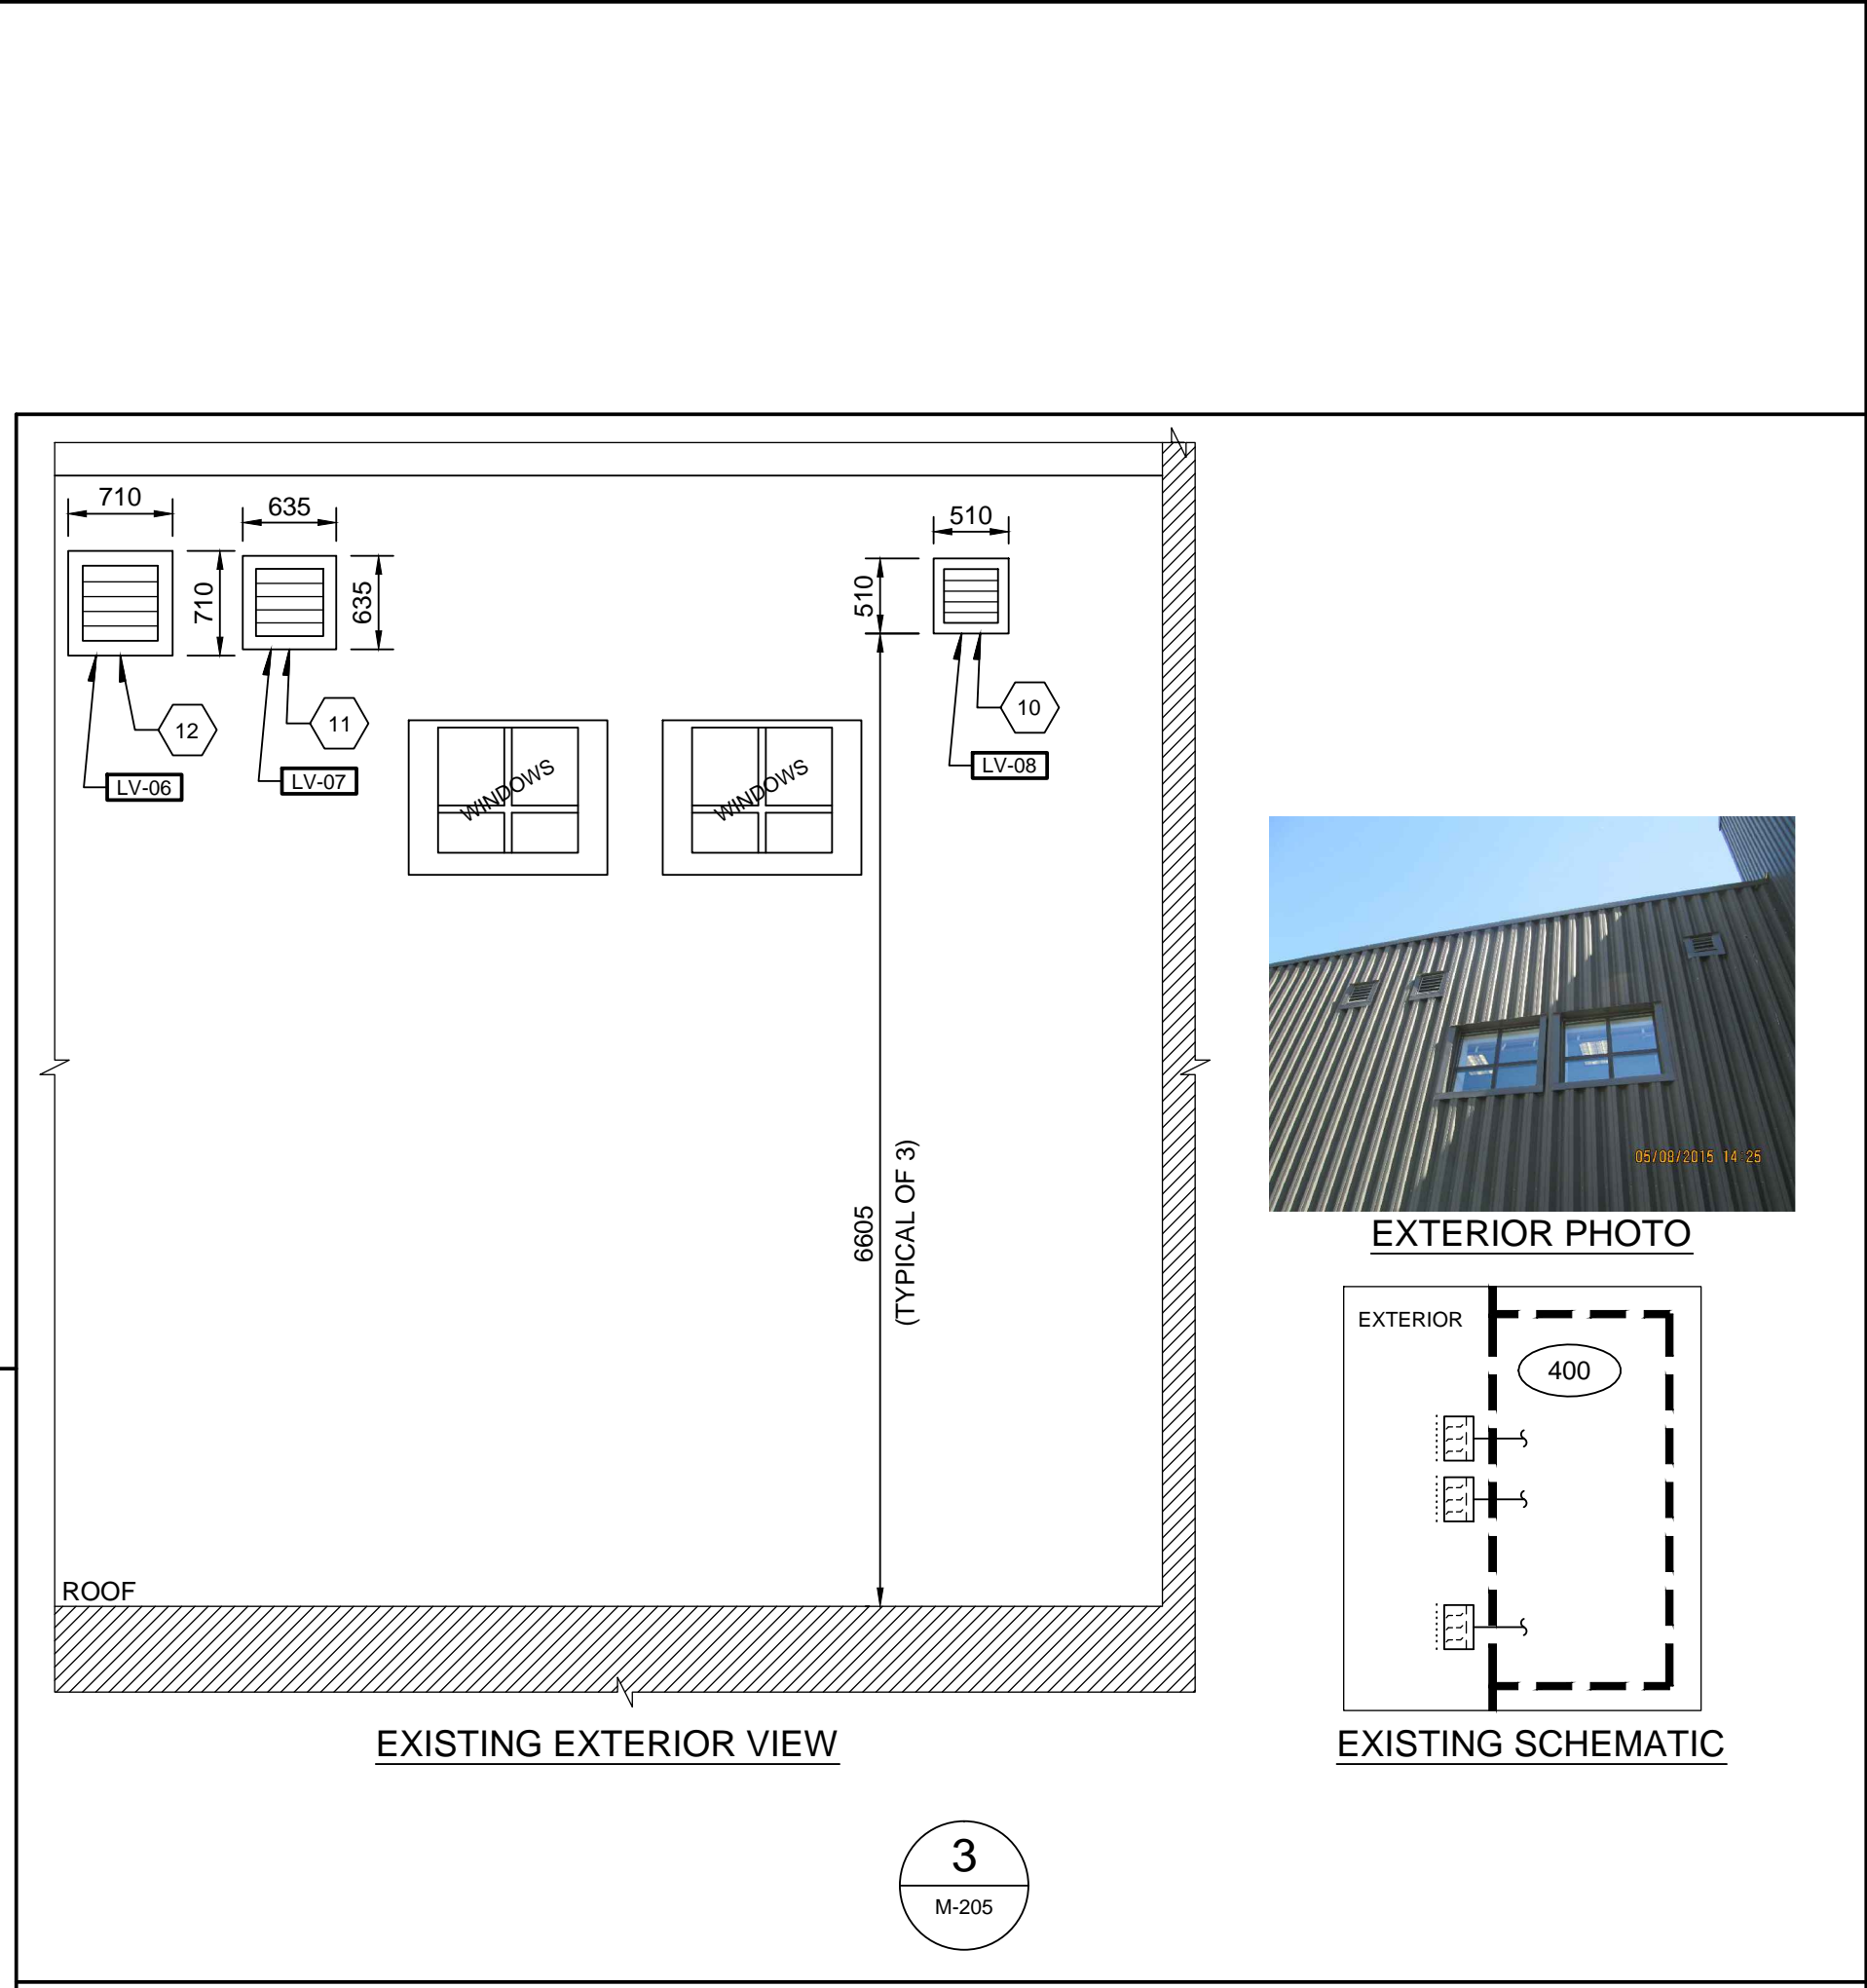 710
635
510
710
635
510
12
11
10
LV-06
LV-07
LV-08
WINDOWS
WINDOWS
6605
(TYPICAL OF 3)
ROOF
EXISTING EXTERIOR VIEW
05/08/2015 14:25
EXTERIOR PHOTO
EXTERIOR
400
EXISTING SCHEMATIC
3
M-205